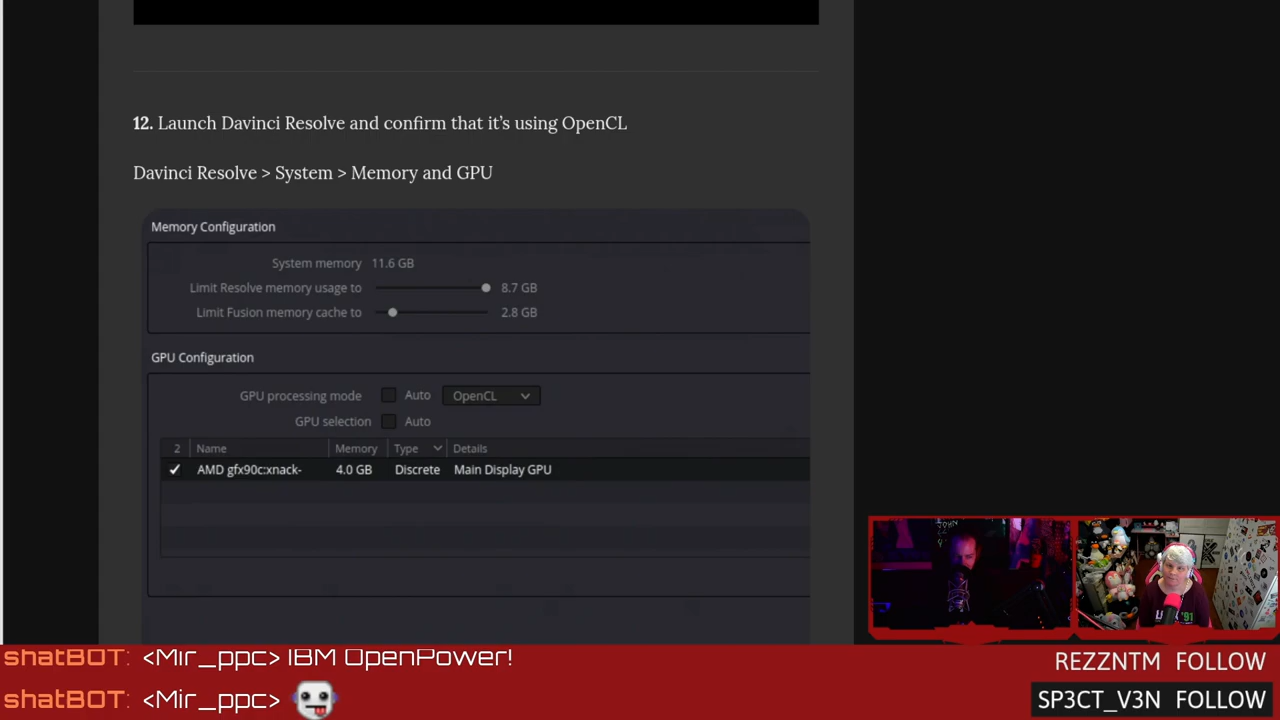 12. Launch Davinci Resolve and confirm that it's using OpenCL
Davinci Resolve > System > Memory and GPU
Memory Configuration
System memory 11.6 GB
Limit Resolve memory usage to 8.7 GB
Limit Fusion memory cache to 2.8 GB
GPU Configuration
GPU processing mode Auto OpenCL
GPU selection Auto
2 Name Memory Type Details
AMD gfx90c:xnack- 4.0 GB Discrete Main Display GPU
JOHN
shatBOT: <Mir_ppc> IBM OpenPower!
shatBOT: <Mir_ppc>
REZZNTM FOLLOW
SP3CT_V3N FOLLOW